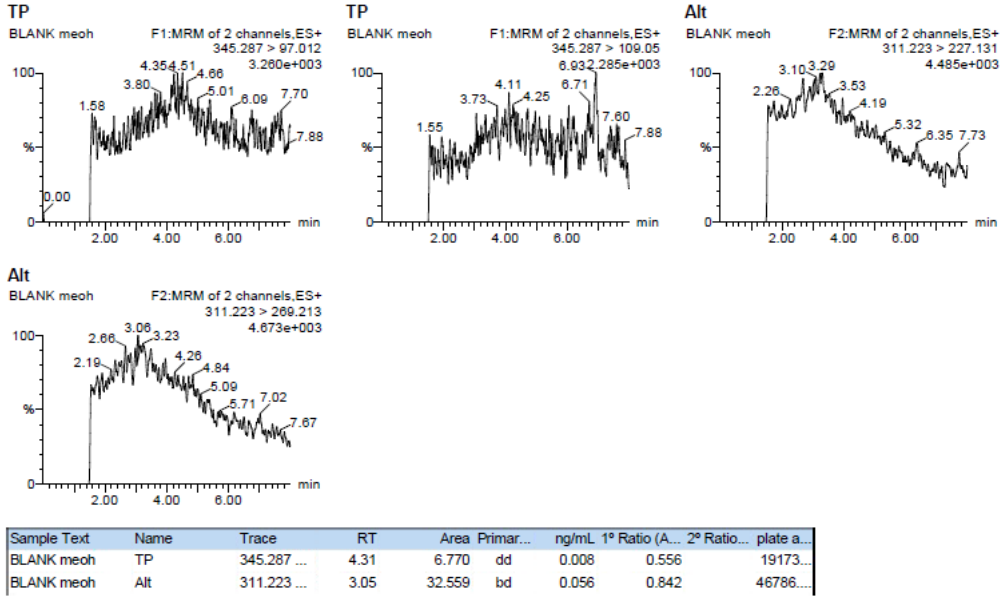 TP
BLANK meoh
F1:MRM of 2 channels,ES+
345.287 > 97.012
3.260e+003
100
%
0
0.00
1.58
3.80
4.35
4.51
4.66
5.01
6.09
7.70
7.88
2.00
4.00
6.00
min
TP
BLANK meoh
F1:MRM of 2 channels,ES+
345.287 > 109.05
2.285e+003
100
%
0
1.55
3.73
4.11
4.25
6.71
6.93
7.60
7.88
2.00
4.00
6.00
min
Alt
BLANK meoh
F2:MRM of 2 channels,ES+
311.223 > 227.131
4.485e+003
100
%
0
2.26
3.10
3.29
3.53
4.19
5.32
6.35
7.73
2.00
4.00
6.00
min
Alt
BLANK meoh
F2:MRM of 2 channels,ES+
311.223 > 269.213
4.673e+003
100
%
0
2.19
2.66
3.06
3.23
4.26
4.84
5.09
5.71
7.02
7.67
2.00
4.00
6.00
min
Sample Text Name Trace RT Area Primar... ng/mL 1º Ratio (A... 2º Ratio... plate a...
BLANK meoh TP 345.287 ... 4.31 6.770 dd 0.008 0.556 19173...
BLANK meoh Alt 311.223 ... 3.05 32.559 bd 0.056 0.842 46786....